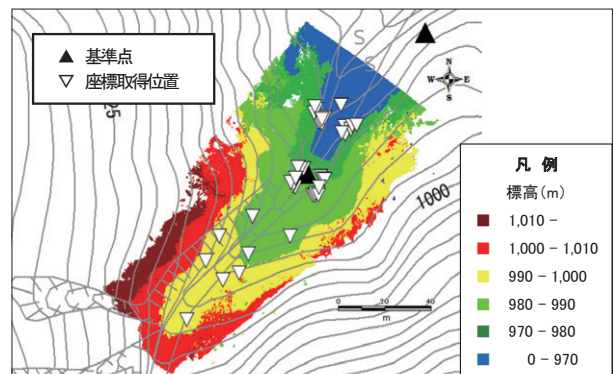 ▲ 基準点
▽ 座標取得位置
N
W E
S
S
S
25
1000
0 20 40
m
凡 例
標高(m)
1,010 -
1,000 - 1,010
990 - 1,000
980 - 990
970 - 980
0 - 970